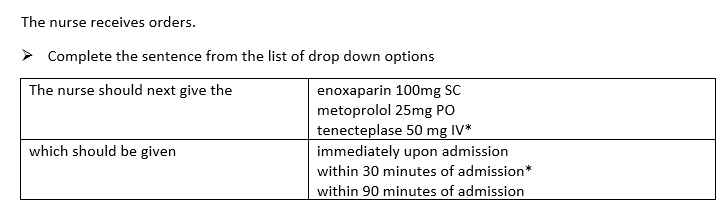 The nurse receives orders.
➢ Complete the sentence from the list of drop down options
The nurse should next give the
enoxaparin 100mg SC
metoprolol 25mg PO
tenecteplase 50 mg IV*
which should be given
immediately upon admission
within 30 minutes of admission*
within 90 minutes of admission